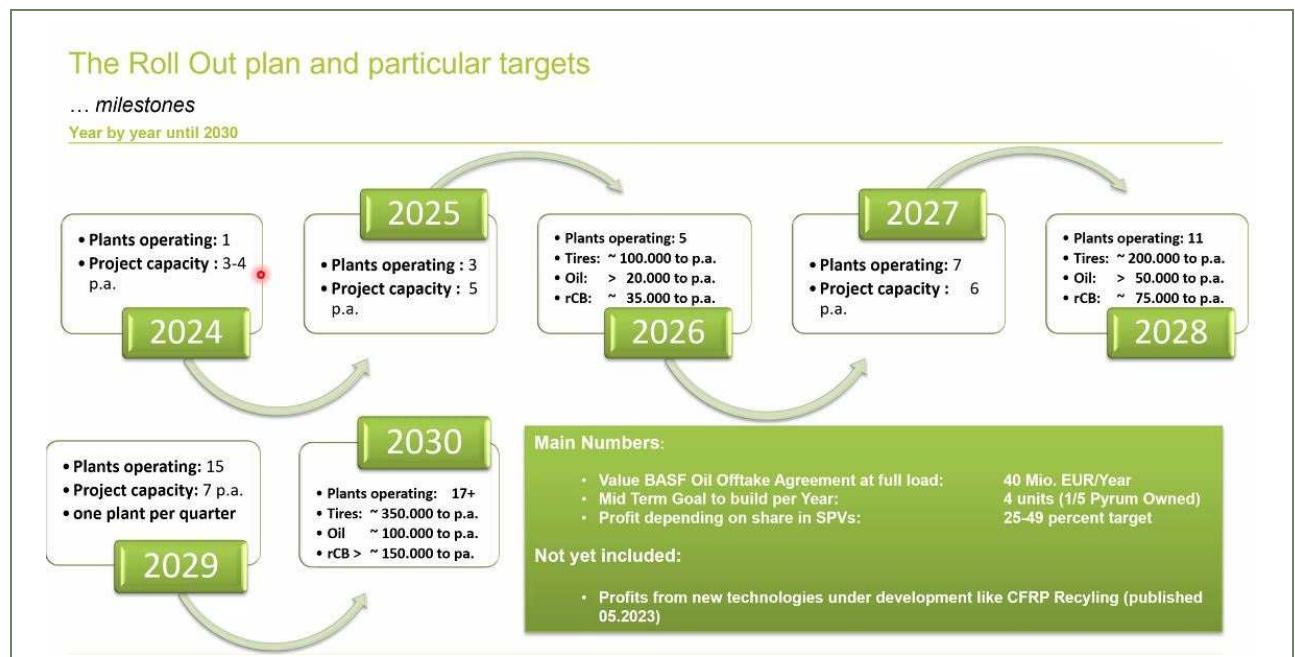 The Roll Out plan and particular targets
… milestones
Year by year until 2030
• Plants operating: 1
• Project capacity : 3-4
p.a.
2024
2025
• Plants operating : 3
• Project capacity : 5
p.a.
• Plants operating: 5
• Tires: ~ 100.000 to p.a.
• Oil: > 20.000 to p.a.
• rCB: ~ 35.000 to p.a.
2026
2027
• Plants operating: 7
• Project capacity : 6
p.a.
• Plants operating: 11
• Tires: ~ 200.000 to p.a.
• Oil: > 50.000 to p.a.
• rCB: ~ 75.000 to p.a.
2028
• Plants operating: 15
• Project capacity: 7 p.a.
• one plant per quarter
2029
2030
• Plants operating: 17+
• Tires: ~ 350.000 to p.a.
• Oil ~ 100.000 to p.a.
• rCB > ~ 150.000 to pa.
Main Numbers:
• Value BASF Oil Offtake Agreement at full load: 40 Mio. EUR/Year
• Mid Term Goal to build per Year: 4 units (1/5 Pyrum Owned)
• Profit depending on share in SPVs: 25-49 percent target
Not yet included:
• Profits from new technologies under development like CFRP Recyling (published
05.2023)